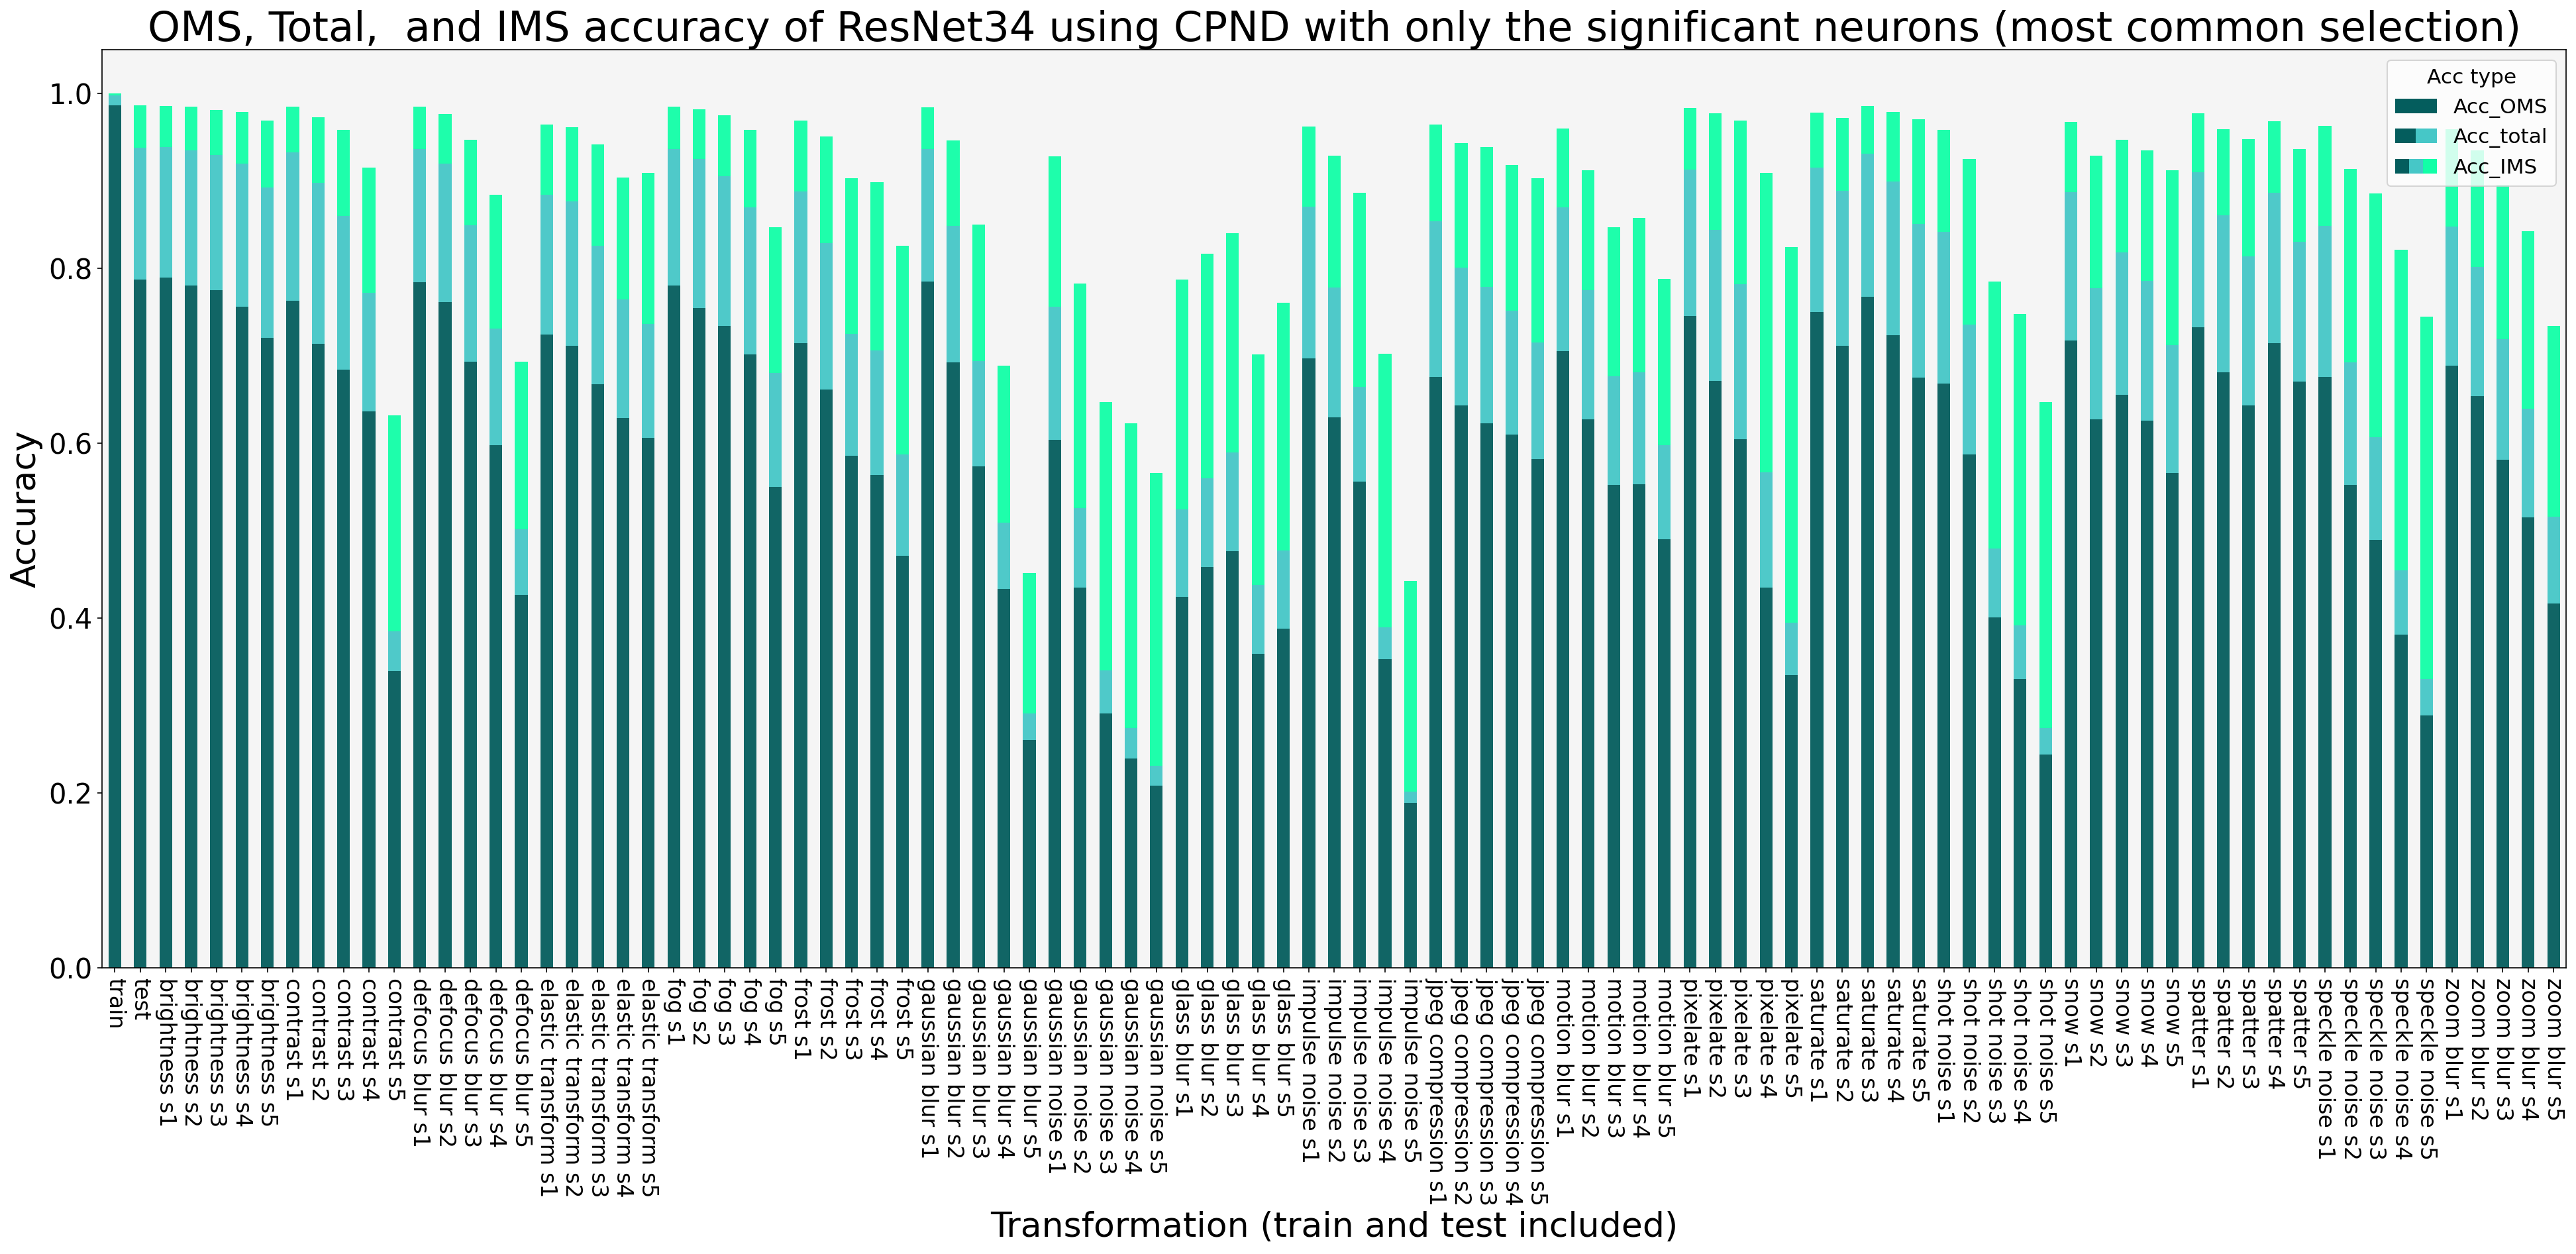 OMS, Total,  and IMS accuracy of ResNet34 using CPND with only the significant neurons (most common selection)
Acc type
Acc_OMS
Acc_total
Acc_IMS
Accuracy
1.0
0.8
0.6
0.4
0.2
0.0
train
test
brightness s1
brightness s2
brightness s3
brightness s4
brightness s5
contrast s1
contrast s2
contrast s3
contrast s4
contrast s5
defocus blur s1
defocus blur s2
defocus blur s3
defocus blur s4
defocus blur s5
elastic transform s1
elastic transform s2
elastic transform s3
elastic transform s4
elastic transform s5
fog s1
fog s2
fog s3
fog s4
fog s5
frost s1
frost s2
frost s3
frost s4
frost s5
gaussian blur s1
gaussian blur s2
gaussian blur s3
gaussian blur s4
gaussian blur s5
gaussian noise s1
gaussian noise s2
gaussian noise s3
gaussian noise s4
gaussian noise s5
glass blur s1
glass blur s2
glass blur s3
glass blur s4
glass blur s5
impulse noise s1
impulse noise s2
impulse noise s3
impulse noise s4
impulse noise s5
jpeg compression s1
jpeg compression s2
jpeg compression s3
jpeg compression s4
jpeg compression s5
motion blur s1
motion blur s2
motion blur s3
motion blur s4
motion blur s5
pixelate s1
pixelate s2
pixelate s3
pixelate s4
pixelate s5
saturate s1
saturate s2
saturate s3
saturate s4
saturate s5
shot noise s1
shot noise s2
shot noise s3
shot noise s4
shot noise s5
snow s1
snow s2
snow s3
snow s4
snow s5
spatter s1
spatter s2
spatter s3
spatter s4
spatter s5
speckle noise s1
speckle noise s2
speckle noise s3
speckle noise s4
speckle noise s5
zoom blur s1
zoom blur s2
zoom blur s3
zoom blur s4
zoom blur s5
Transformation (train and test included)